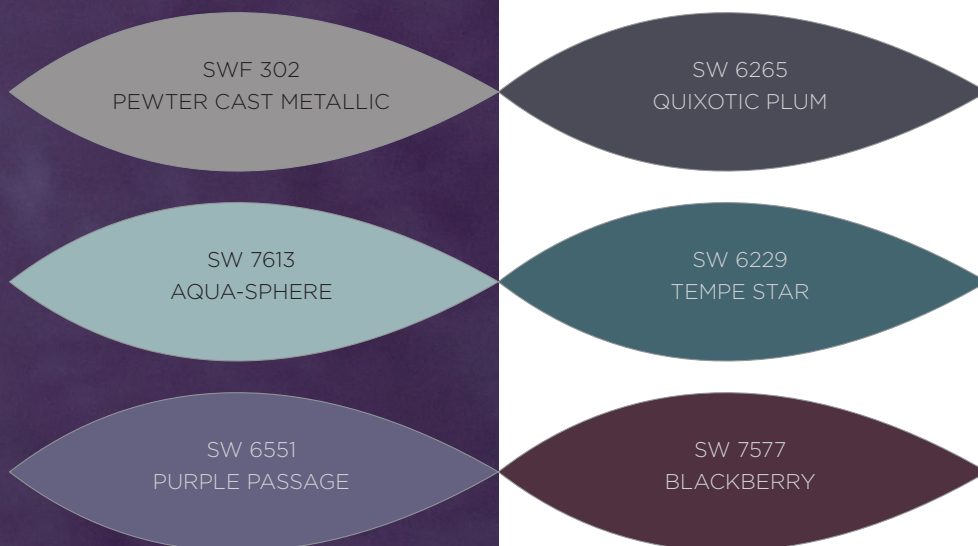 SWF 302
PEWTER CAST METALLIC
SW 6265
QUIXOTIC PLUM
SW 7613
AQUA-SPHERE
SW 6229
TEMPE STAR
SW 6551
PURPLE PASSAGE
SW 7577
BLACKBERRY